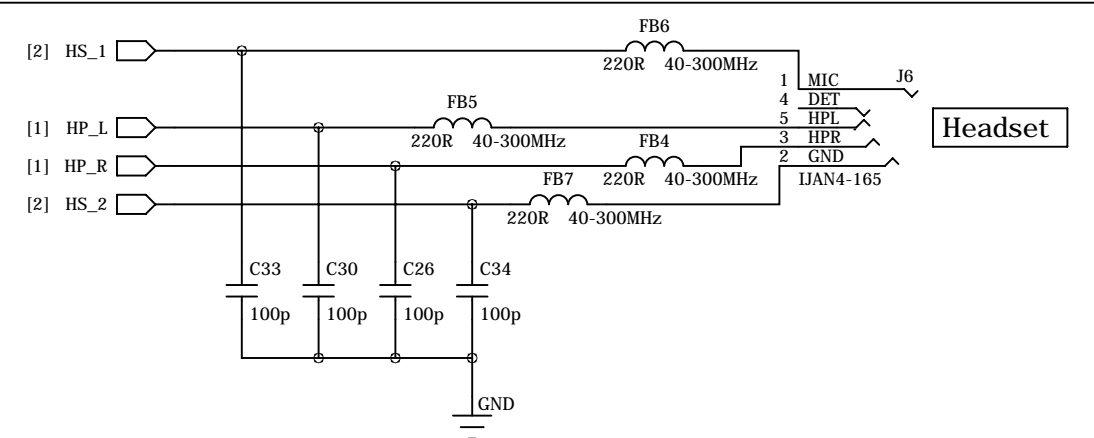 FB6
[2] HS_1
220R 40-300MHz
1 MIC J6
4 DET
FB5
5 HPL
[1] HP_L
Headset
220R 40-300MHz
FB4
3 HPR
[1] HP_R
2 GND
FB7
220R 40-300MHz
IJAN4-165
[2] HS_2
220R 40-300MHz
C33 C30 C26 C34
100p 100p 100p 100p
GND